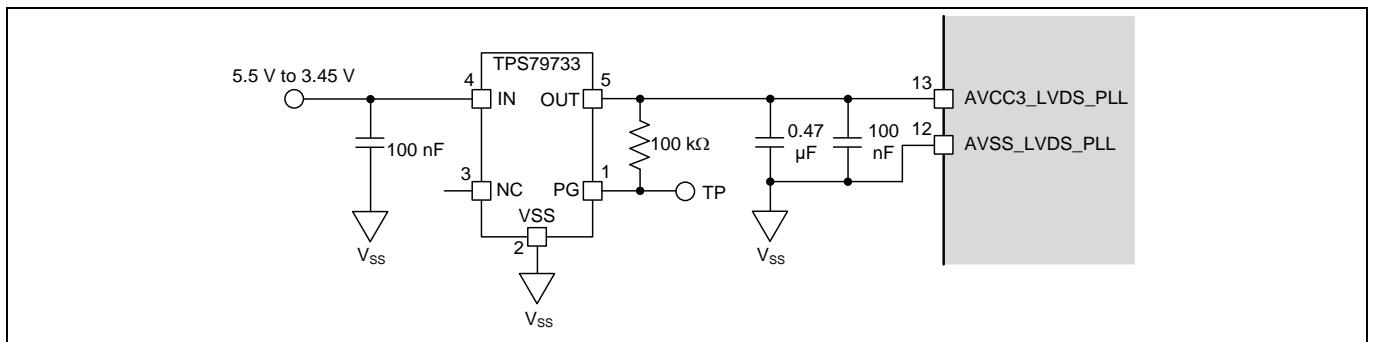 TPS79733
5.5 V to 3.45 V
4
IN
OUT
5
100 nF
3
NC
PG
1
VSS
2
100 kΩ
TP
0.47
µF
100
nF
13
AVCC3_LVDS_PLL
12
AVSS_LVDS_PLL
VSS
VSS
VSS